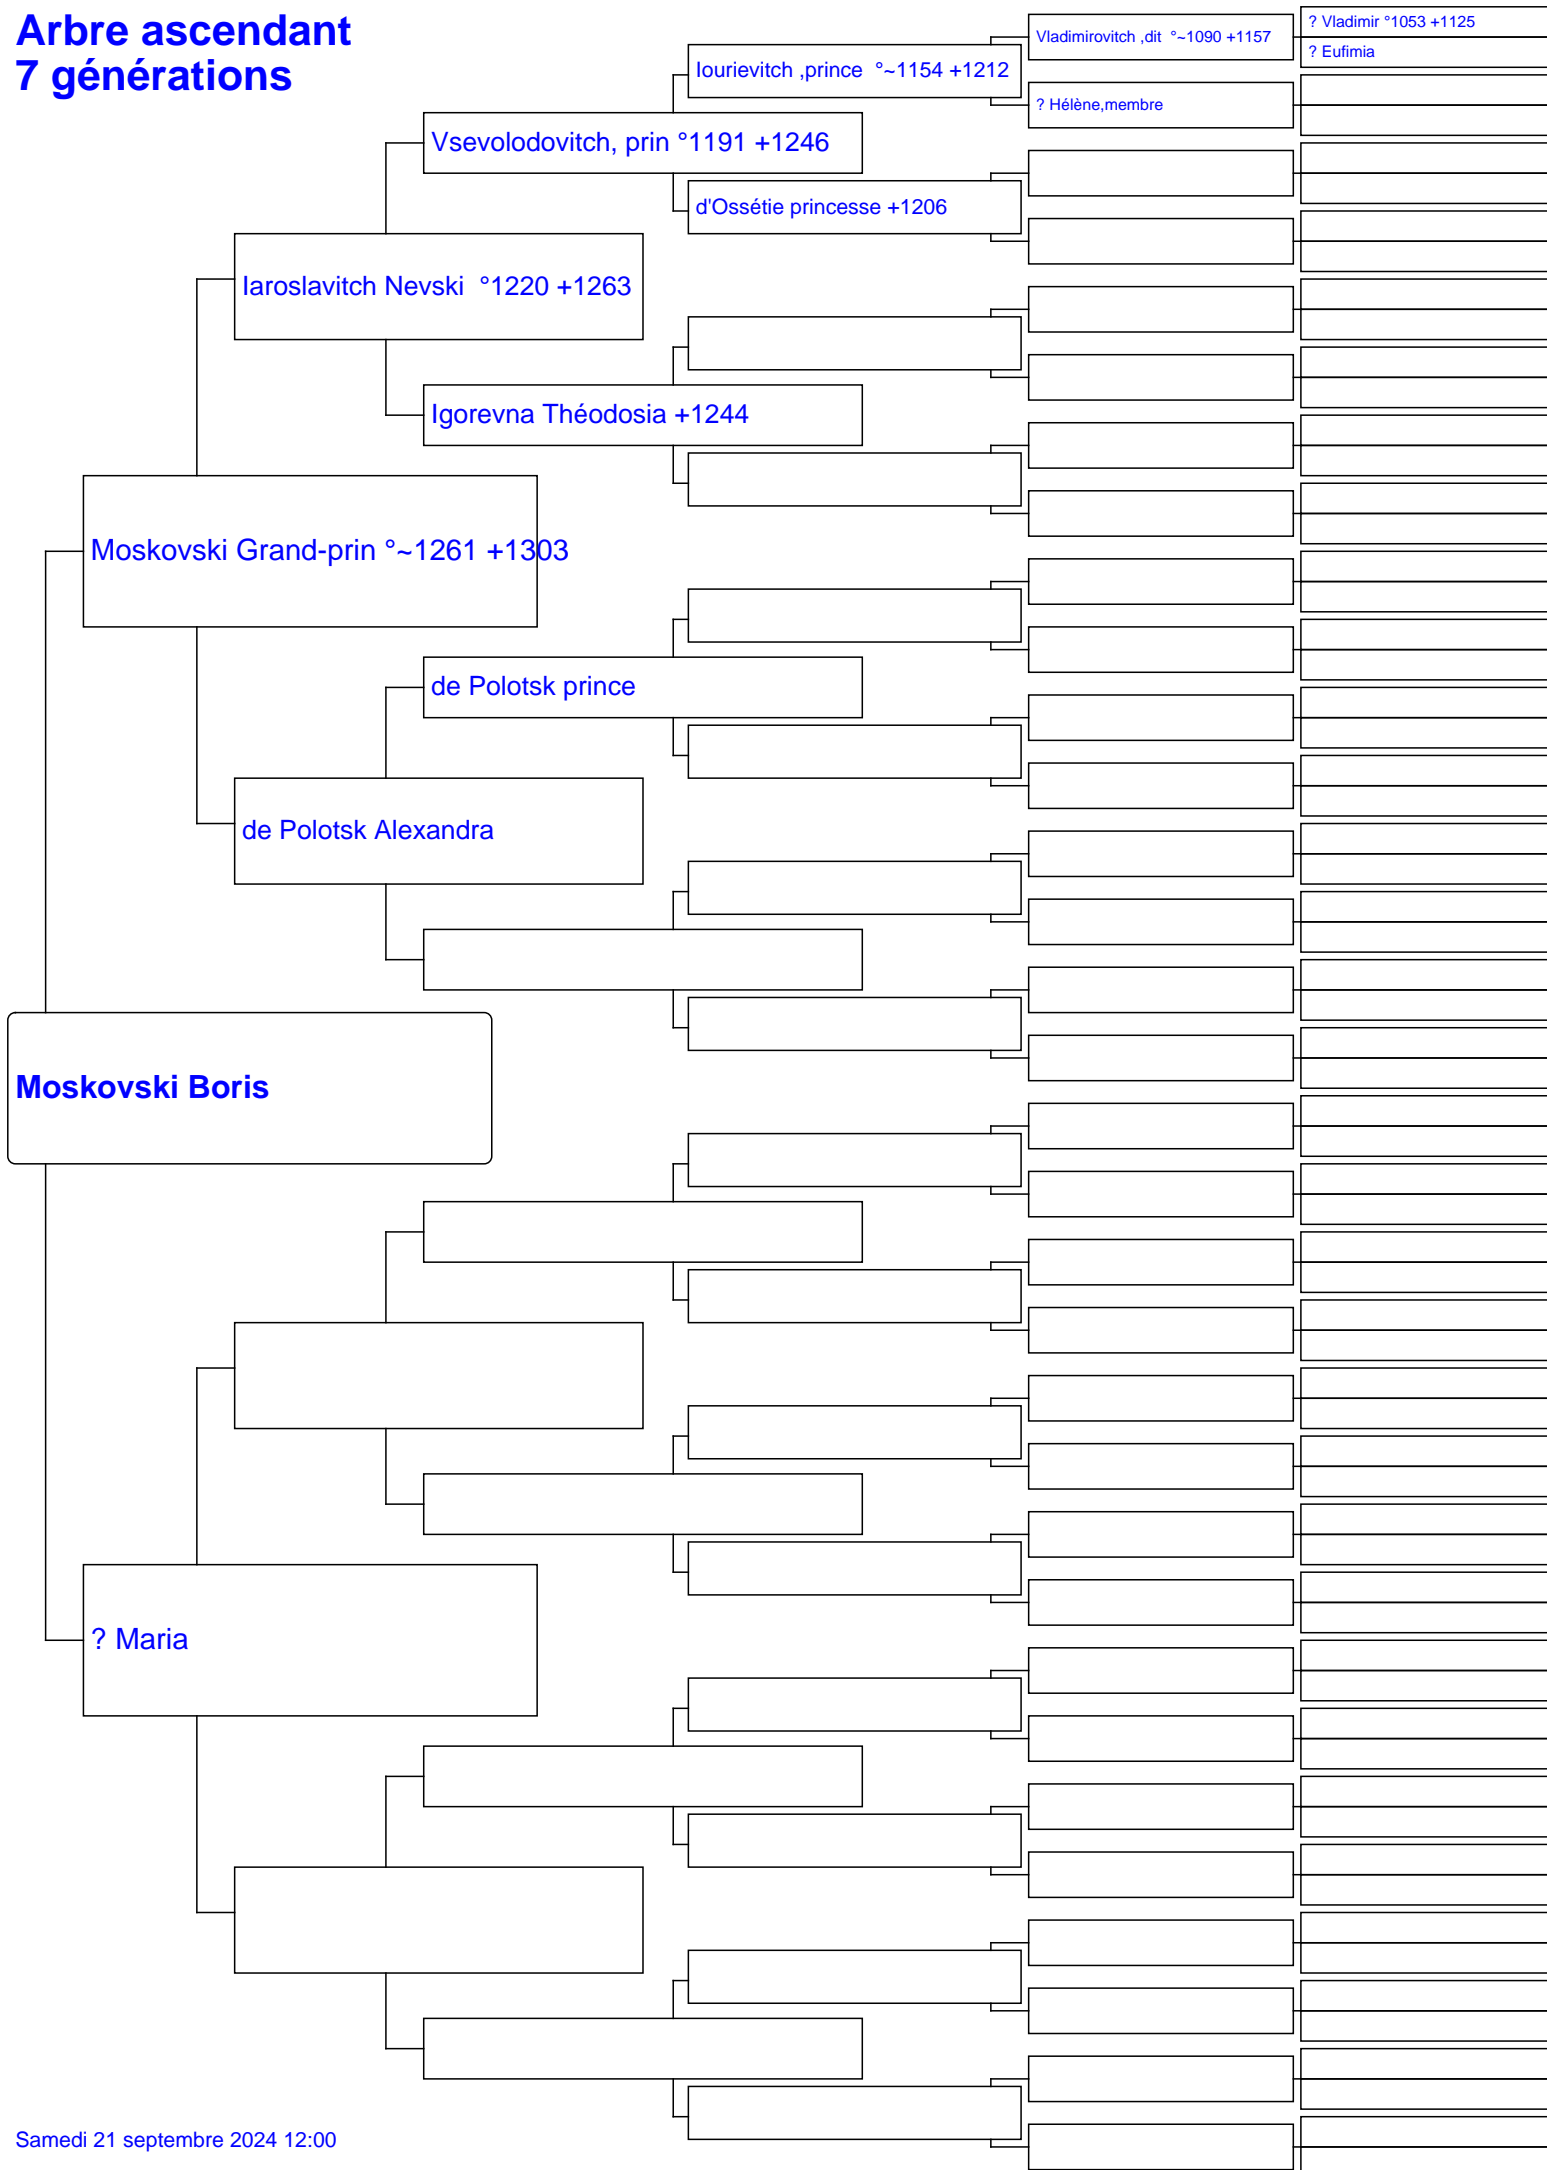 Arbre ascendant
7 générations
Vladimirovitch ,dit  °~1090 +1157
? Vladimir °1053 +1125
? Eufimia
Iourievitch ,prince  °~1154 +1212
? Hélène,membre
Vsevolodovitch, prin °1191 +1246
d'Ossétie princesse +1206
Iaroslavitch Nevski  °1220 +1263
Igorevna Théodosia +1244
Moskovski Grand-prin °~1261 +1303
de Polotsk prince
de Polotsk Alexandra
Moskovski Boris
? Maria
Samedi 21 septembre 2024 12:00